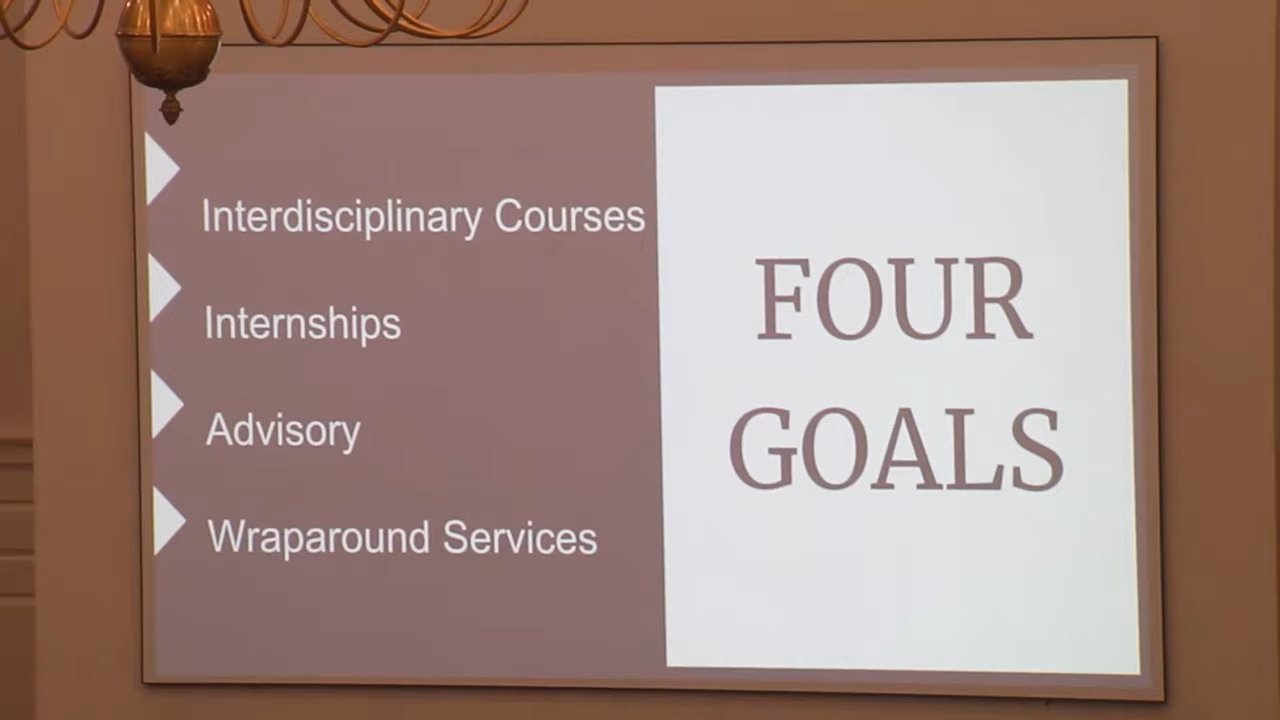 Interdisciplinary Courses
Internships
Advisory
Wraparound Services
FOUR
GOALS